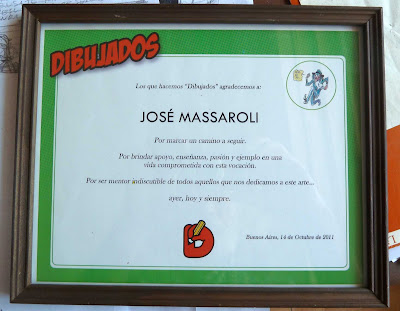 DIBUJADOS
Los que hacemos "Dibujados" agradecemos a:
JOSÉ MASSAROLI
Por marcar un camino a seguir.
Por brindar apoyo, enseñanza, pasión y ejemplo en una
vida comprometida con esta vocación.
Por ser mentor indiscutible de todos aquellos que nos dedicamos a este arte...
ayer, hoy y siempre.
Buenos Aires, 14 de Octubre de 2011